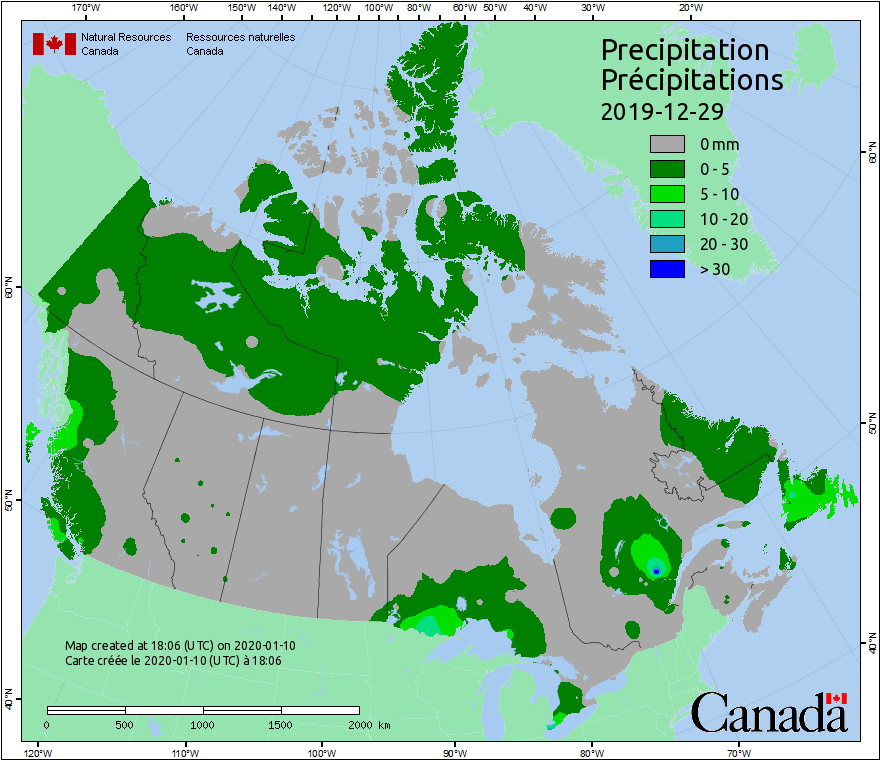 170°W 160°W 150°W 140°W 130°W 120°W 110°W 100°W 90°W 80°W 70°W 60°W 50°W 40°W 30°W 20°W
Natural Resources Ressources naturelles
Canada Canada
Precipitation
Précipitations
2019-12-29
0 mm
0 - 5
5 - 10
10 - 20
20 - 30
> 30
60°N
60°N
50°N
50°N
40°N
40°N
Map created at 18:06 (UTC) on 2020-01-10
Carte créée le 2020-01-10 (UTC) à 18:06
0 500 1000 1500 2000 km
Canada
120°W 110°W 100°W 90°W 80°W 70°W